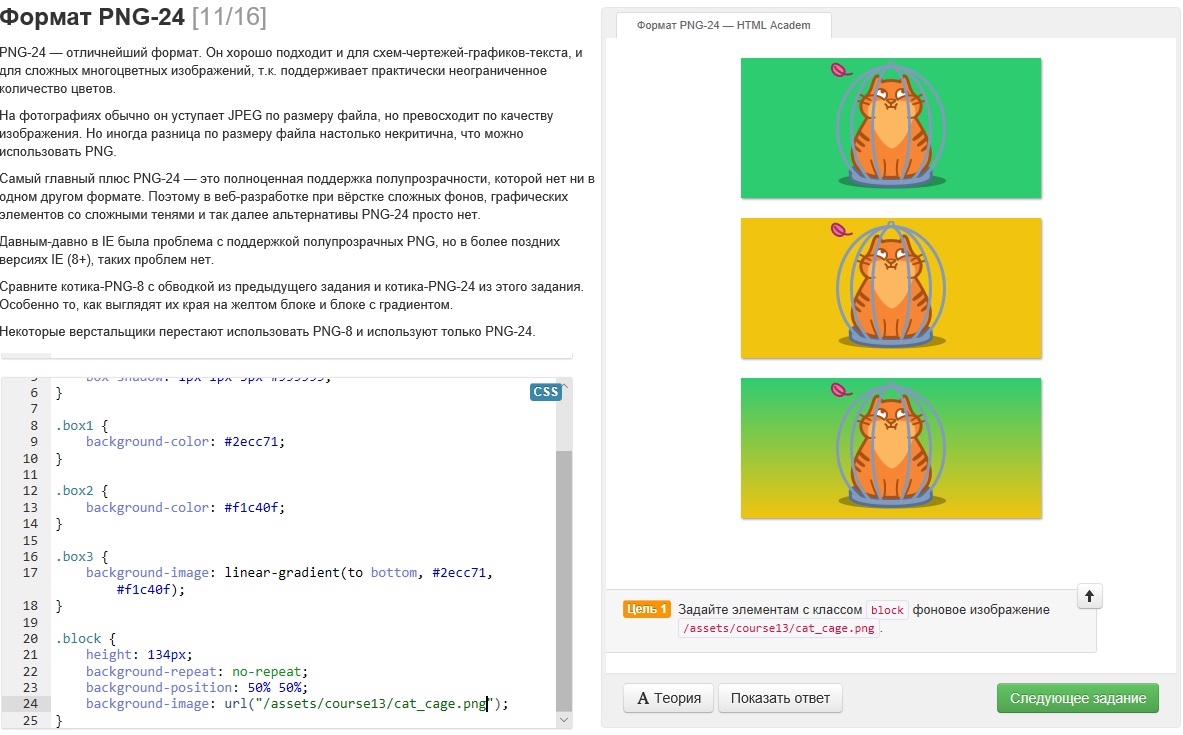 Формат PNG-24 [11/16]
PNG-24 — отличнейший формат. Он хорошо подходит и для схем-чертежей-графиков-текста, и
для сложных многоцветных изображений, т.к. поддерживает практически неограниченное
количество цветов.
На фотографиях обычно он уступает JPEG по размеру файла, но превосходит по качеству
изображения. Но иногда разница по размеру файла настолько некритична, что можно
использовать PNG.
Самый главный плюс PNG-24 — это полноценная поддержка полупрозрачности, которой нет ни в
одном другом формате. Поэтому в веб-разработке при вёрстке сложных фонов, графических
элементов со сложными тенями и так далее альтернативы PNG-24 просто нет.
Давным-давно в IE была проблема с поддержкой полупрозрачных PNG, но в более поздних
версиях IE (8+), таких проблем нет.
Сравните котика-PNG-8 с обводкой из предыдущего задания и котика-PNG-24 из этого задания.
Особенно то, как выглядят их края на желтом блоке и блоке с градиентом.
Некоторые верстальщики перестают использовать PNG-8 и используют только PNG-24.
5 box-shadow: 1px 1px 3px #999999;
CSS
6 }
7
8 .box1 {
9 background-color: #2ecc71;
10 }
11
12 .box2 {
13 background-color: #f1c40f;
14 }
15
16 .box3 {
17 background-image: linear-gradient(to bottom, #2ecc71,
#f1c40f);
18 }
19
20 .block {
21 height: 134px;
22 background-repeat: no-repeat;
23 background-position: 50% 50%;
24 background-image: url("/assets/course13/cat_cage.png");
25 }
Формат PNG-24 — HTML Academ
Цель 1 Задайте элементам с классом block фоновое изображение
/assets/course13/cat_cage.png .
A Теория
Показать ответ
Следующее задание